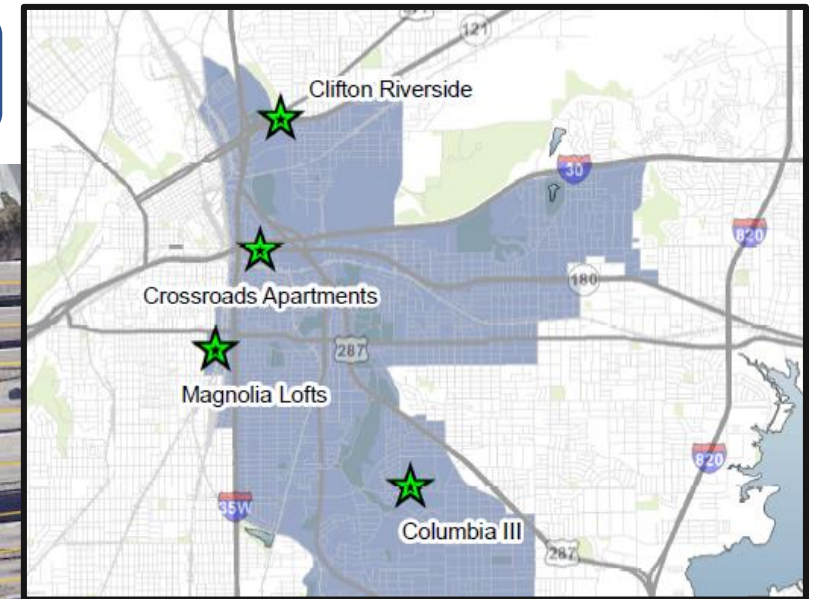 121
Clifton Riverside
30
820
Crossroads Apartments
180
287
Magnolia Lofts
820
35W
Columbia III
287